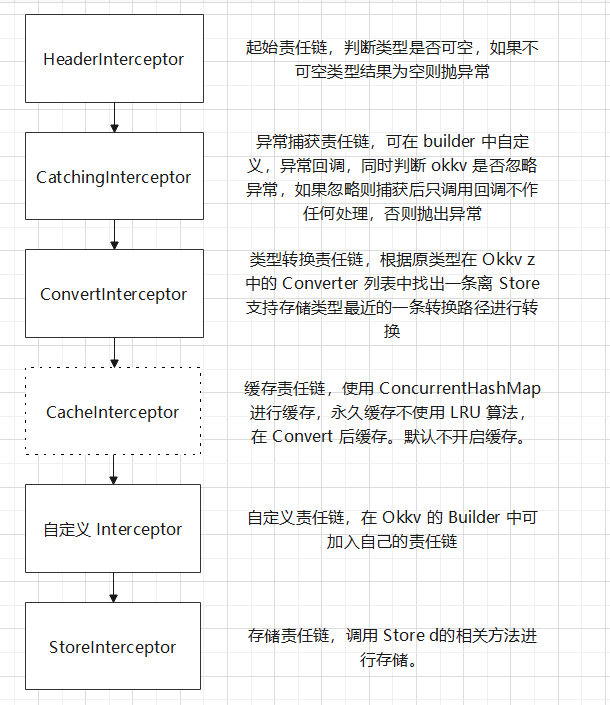 HeaderInterceptor
起始责任链，判断类型是否可空，如果不
可空类型结果为空则抛异常
CatchingInterceptor
异常捕获责任链，可在 builder 中自定
义，异常回调，同时判断 okkv 是否忽略
异常，如果忽略则捕获后只调用回调不作
任何处理，否则抛出异常
ConvertInterceptor
类型转换责任链，根据原类型在 Okkv z
中的 Converter 列表中找出一条离 Store
支持存储类型最近的一条转换路径进行转
换
CacheInterceptor
缓存责任链，使用 ConcurrentHashMap
进行缓存，永久缓存不使用 LRU 算法，
在 Convert 后缓存。默认不开启缓存。
自定义 Interceptor
自定义责任链，在 Okkv 的 Builder 中可
加入自己的责任链
StoreInterceptor
存储责任链，调用 Store d的相关方法进
行存储。